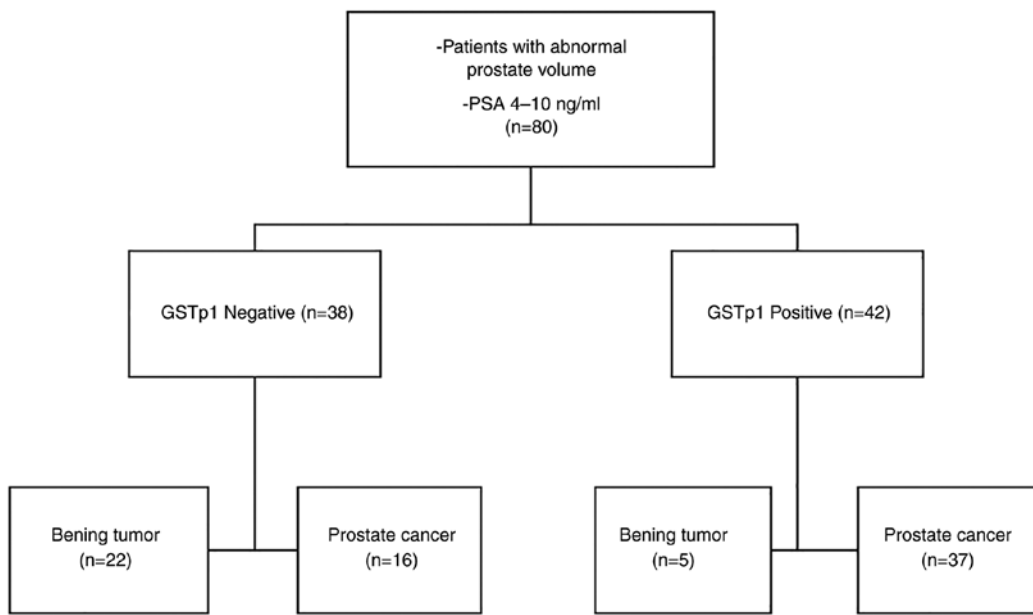 -Patients with abnormal
prostate volume
-PSA 4–10 ng/ml
(n=80)
GSTp1 Negative (n=38)
GSTp1 Positive (n=42)
Bening tumor
(n=22)
Prostate cancer
(n=16)
Bening tumor
(n=5)
Prostate cancer
(n=37)